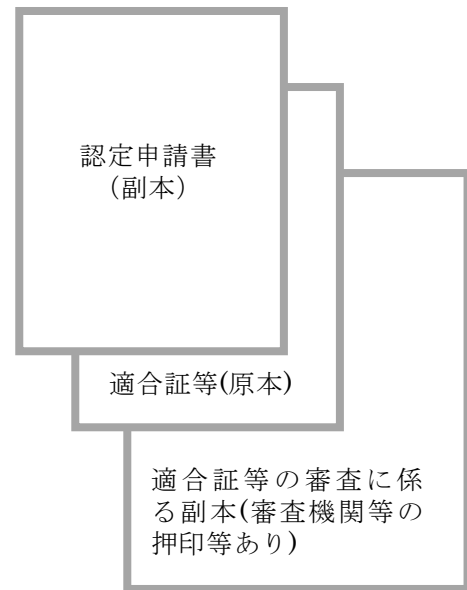 認定申請書
（副本）
適合証等(原本)
適合証等の審査に係
る副本(審査機関等の
押印等あり)